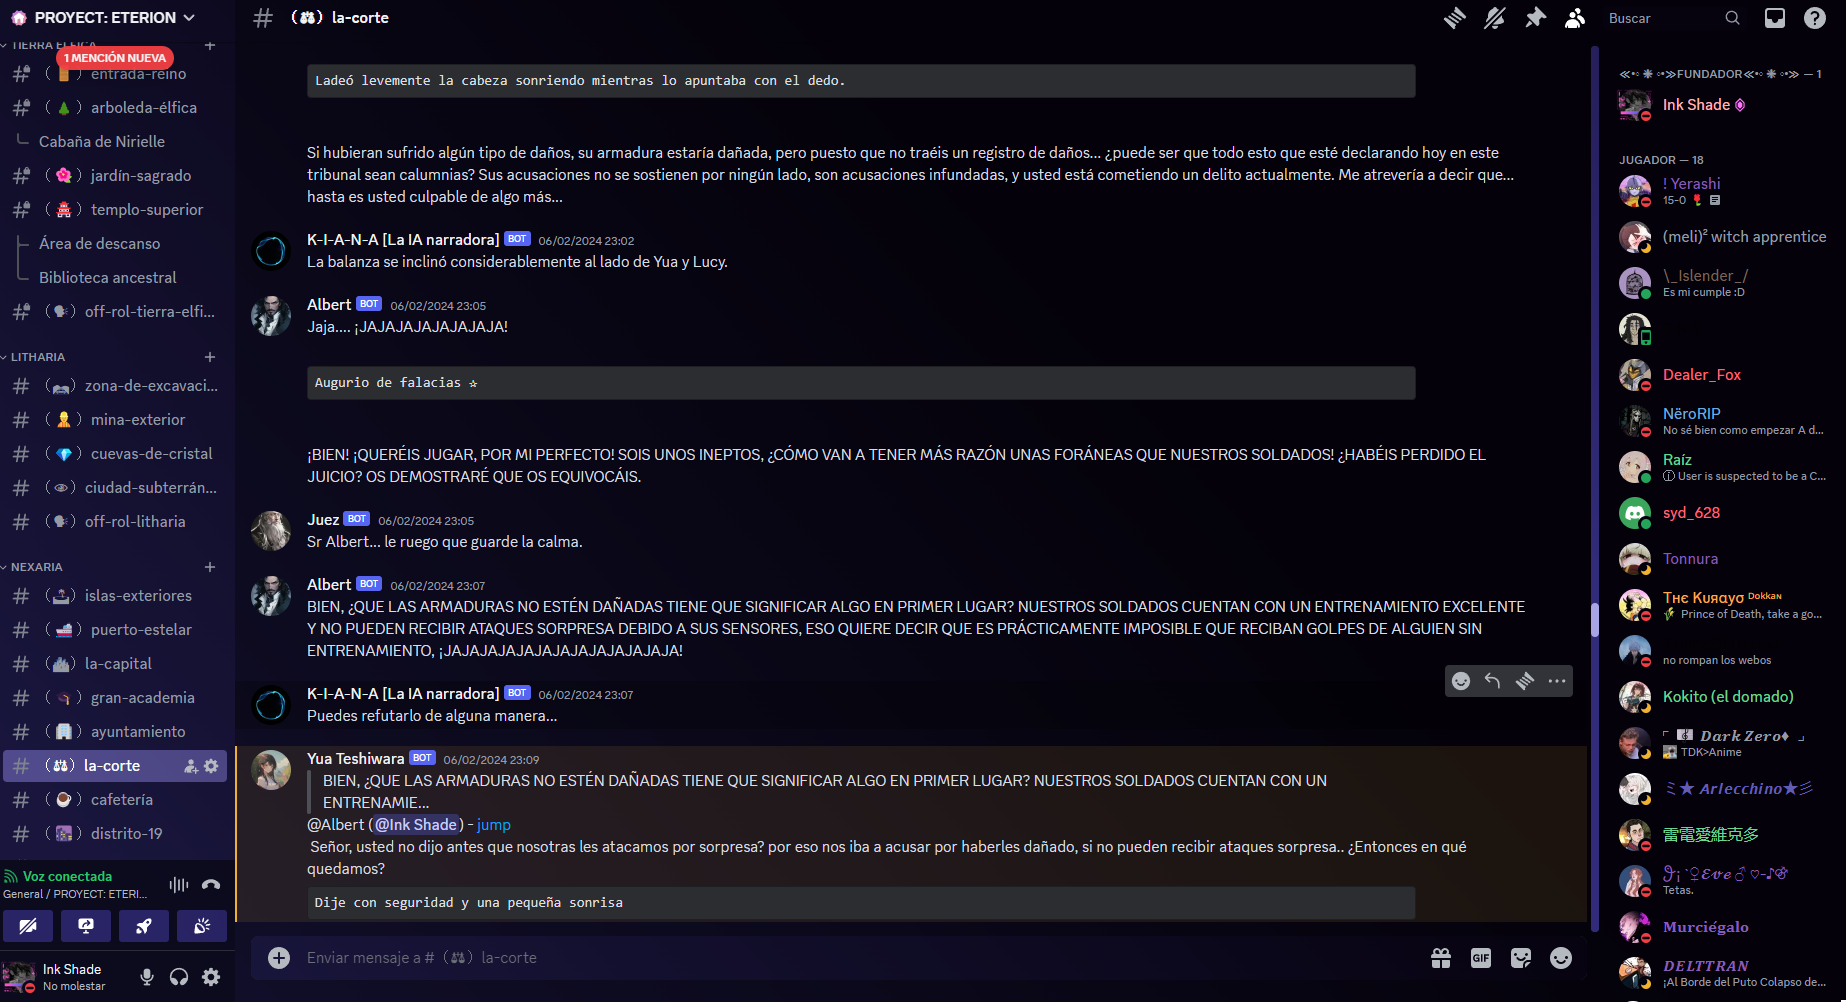 PROYECT: ETERION
TIERRA ÉLFICA
1 MENCIÓN NUEVA
entrada-reino
arboleda-élfica
Cabaña de Nirielle
jardín-sagrado
templo-superior
Área de descanso
Biblioteca ancestral
off-rol-tierra-elfi...
LITHARIA
zona-de-excavaci...
mina-exterior
cuevas-de-cristal
ciudad-subterrán...
off-rol-litharia
NEXARIA
islas-exteriores
puerto-estelar
la-capital
gran-academia
ayuntamiento
la-corte
cafetería
distrito-19
Voz conectada
General / PROYECT: ETERI...
Ink Shade
No molestar
la-corte
Buscar
Ladeó levemente la cabeza sonriendo mientras lo apuntaba con el dedo.
Si hubieran sufrido algún tipo de daños, su armadura estaría dañada, pero puesto que no traéis un registro de daños... ¿puede ser que todo esto que esté declarando hoy en este
tribunal sean calumnias? Sus acusaciones no se sostienen por ningún lado, son acusaciones infundadas, y usted está cometiendo un delito actualmente. Me atrevería a decir que...
hasta es usted culpable de algo más...
K-I-A-N-A [La IA narradora] BOT 06/02/2024 23:02
La balanza se inclinó considerablemente al lado de Yua y Lucy.
Albert BOT 06/02/2024 23:05
Jaja.... ¡JAJAJAJAJAJAJAJA!
Augurio de falacias ✰
¡BIEN! ¡QUERÉIS JUGAR, POR MI PERFECTO! SOIS UNOS INEPTOS, ¿CÓMO VAN A TENER MÁS RAZÓN UNAS FORÁNEAS QUE NUESTROS SOLDADOS! ¿HABÉIS PERDIDO EL
JUICIO? OS DEMOSTRARÉ QUE OS EQUIVOCÁIS.
Juez BOT 06/02/2024 23:05
Sr Albert... le ruego que guarde la calma.
Albert BOT 06/02/2024 23:07
BIEN, ¿QUE LAS ARMADURAS NO ESTÉN DAÑADAS TIENE QUE SIGNIFICAR ALGO EN PRIMER LUGAR? NUESTROS SOLDADOS CUENTAN CON UN ENTRENAMIENTO EXCELENTE
Y NO PUEDEN RECIBIR ATAQUES SORPRESA DEBIDO A SUS SENSORES, ESO QUIERE DECIR QUE ES PRÁCTICAMENTE IMPOSIBLE QUE RECIBAN GOLPES DE ALGUIEN SIN
ENTRENAMIENTO, ¡JAJAJAJAJAJAJAJAJAJAJAJA!
K-I-A-N-A [La IA narradora] BOT 06/02/2024 23:07
Puedes refutarlo de alguna manera...
Yua Teshiwara BOT 06/02/2024 23:09
BIEN, ¿QUE LAS ARMADURAS NO ESTÉN DAÑADAS TIENE QUE SIGNIFICAR ALGO EN PRIMER LUGAR? NUESTROS SOLDADOS CUENTAN CON UN
ENTRENAMIE...
@Albert (@Ink Shade) - jump
Señor, usted no dijo antes que nosotras les atacamos por sorpresa? por eso nos iba a acusar por haberles dañado, si no pueden recibir ataques sorpresa.. ¿Entonces en qué
quedamos?
Dije con seguridad y una pequeña sonrisa
Enviar mensaje a # (⚖) la-corte
GIF
≪•◦ ❈ ◦•≫FUNDADOR≪•◦ ❈ ◦•≫ — 1
Ink Shade
JUGADOR — 18
! Yerashi
15-0
(meli)² witch apprentice
\_Islender_/
Es mi cumple :D
Dealer_Fox
NëroRIP
No sé bien como empezar A d...
Raíz
User is suspected to be a C...
syd_628
Tonnura
Tʜє Kᴜяαყσ ᴰᵒᵏᵏᵃᴺ
Prince of Death, take a go...
no rompan los webos
Kokito (el domado)
「 🎼 𝑫𝒂𝒓𝒌 𝒁𝒆𝒓𝒐♦ 」
TDK>Anime
ミ★ 𝑨𝒓𝒍𝒆𝒄𝒄𝒉𝒊𝒏𝒐★彡
雷電愛維克多
Tetas.
Murciégalo
DELTTRAN
¡Al Borde del Puto Colapso de...